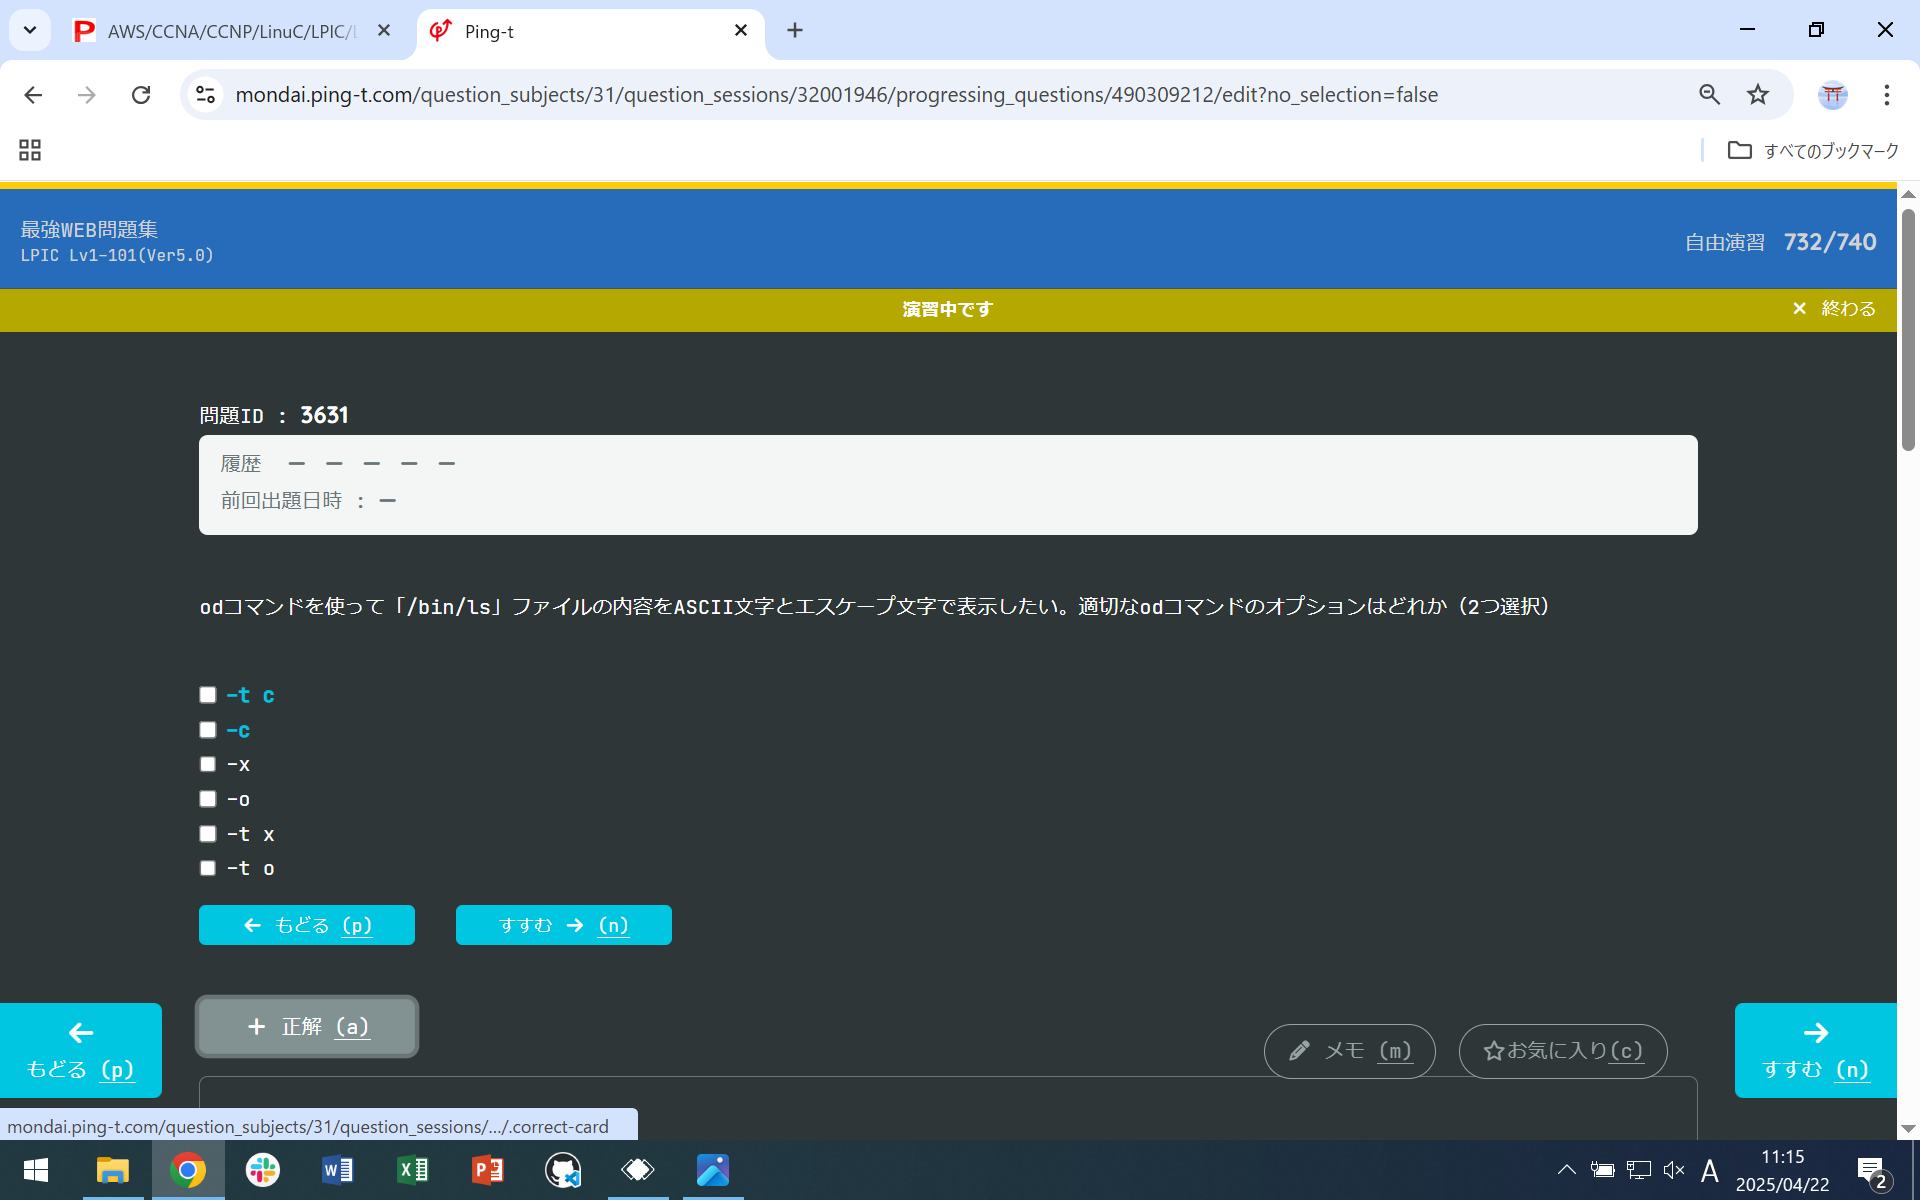 AWS/CCNA/CCNP/LinuC/LPIC/
Ping-t
mondai.ping-t.com/question_subjects/31/question_sessions/32001946/progressing_questions/490309212/edit?no_selection=false
すべてのブックマーク
最強WEB問題集
LPIC Lv1-101(Ver5.0)
自由演習 732/740
演習中です
× 終わる
問題ID : 3631
履歴 ー ー ー ー ー
前回出題日時 : ー
odコマンドを使って「/bin/ls」ファイルの内容をASCII文字とエスケープ文字で表示したい。適切なodコマンドのオプションはどれか（2つ選択）
-t c
-c
-x
-o
-t x
-t o
← もどる (p)
すすむ → (n)
+ 正解 (a)
メモ (m)
☆お気に入り(c)
←
もどる (p)
→
すすむ (n)
mondai.ping-t.com/question_subjects/31/question_sessions/.../.correct-card
A
11:15
2025/04/22
2